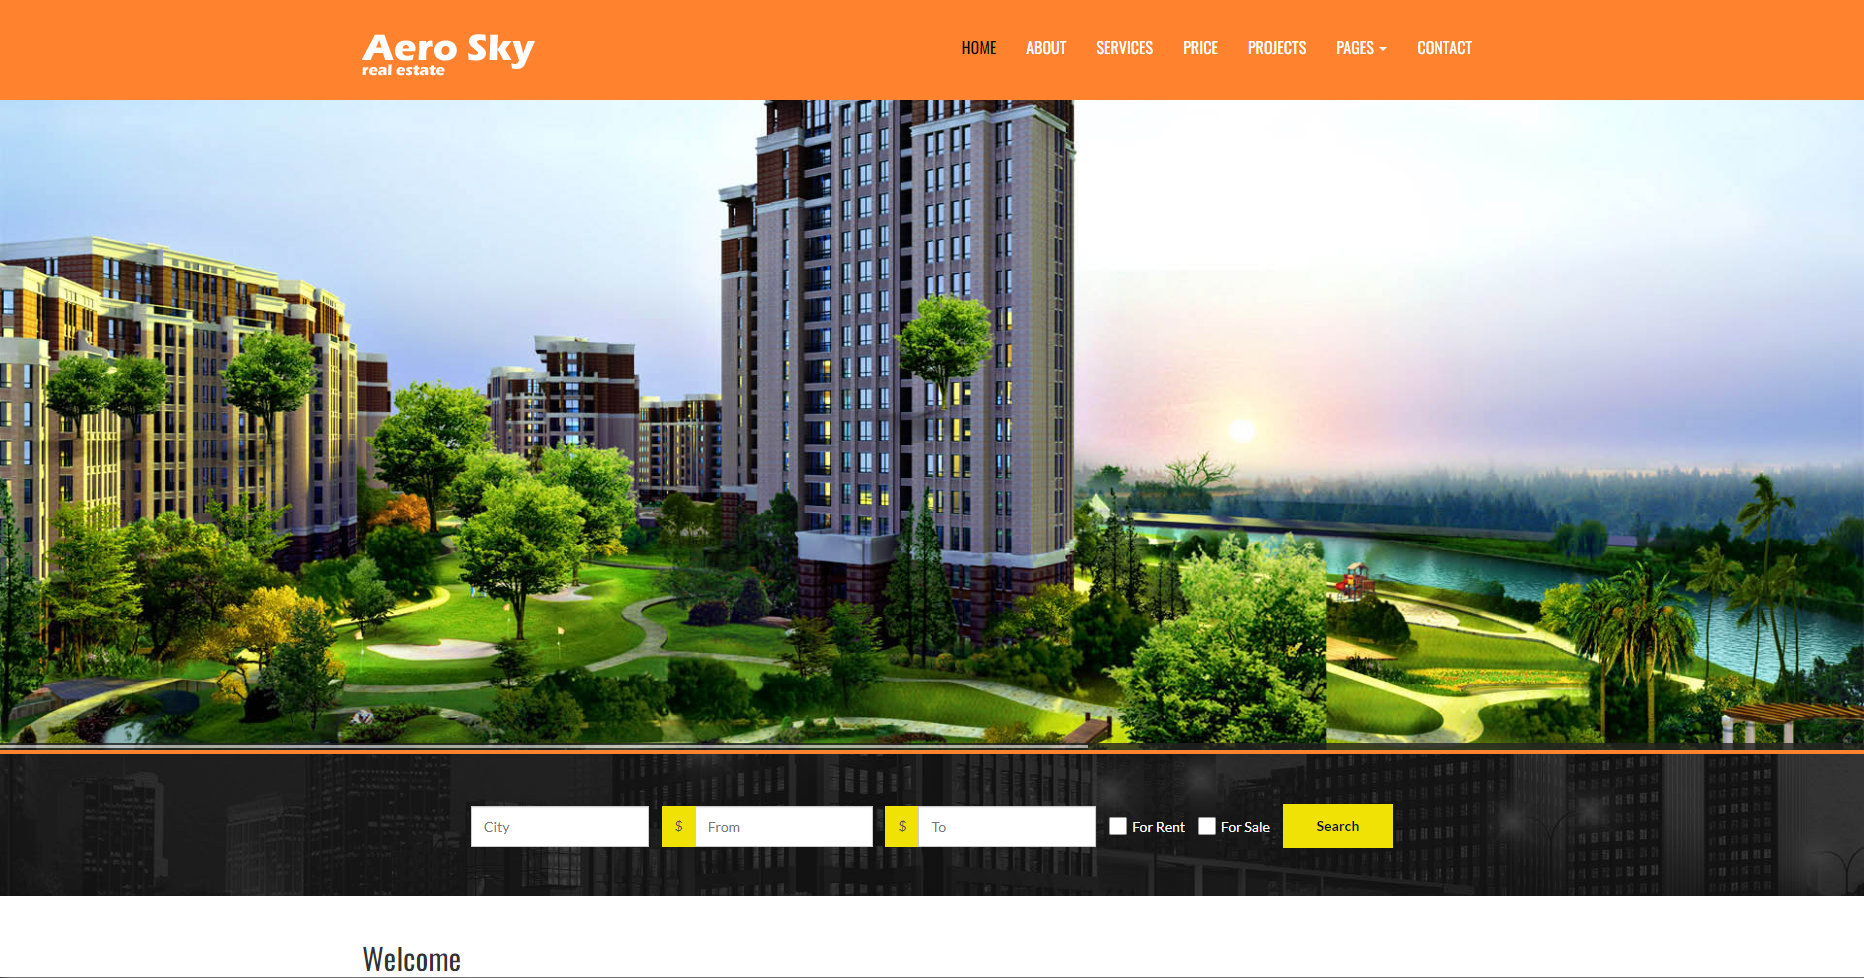 Aero Sky
real estate
HOME ABOUT SERVICES PRICE PROJECTS PAGES CONTACT
City $ From $ To For Rent For Sale Search
Welcome